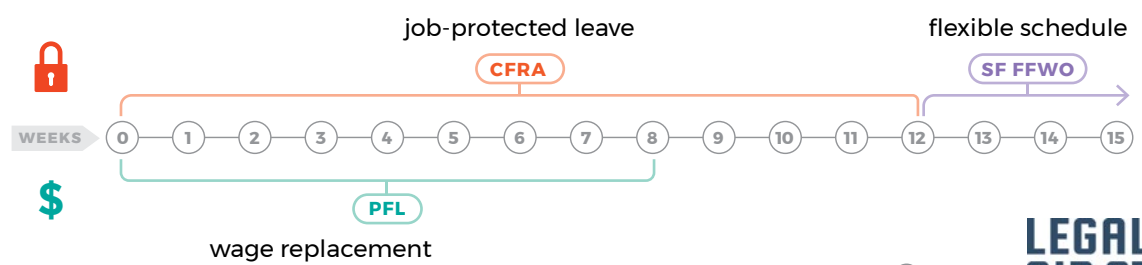 job-protected leave flexible schedule
CFRA SF FFWO
WEEKS 0 1 2 3 4 5 6 7 8 9 10 11 12 13 14 15
$
PFL
wage replacement
LEGAL